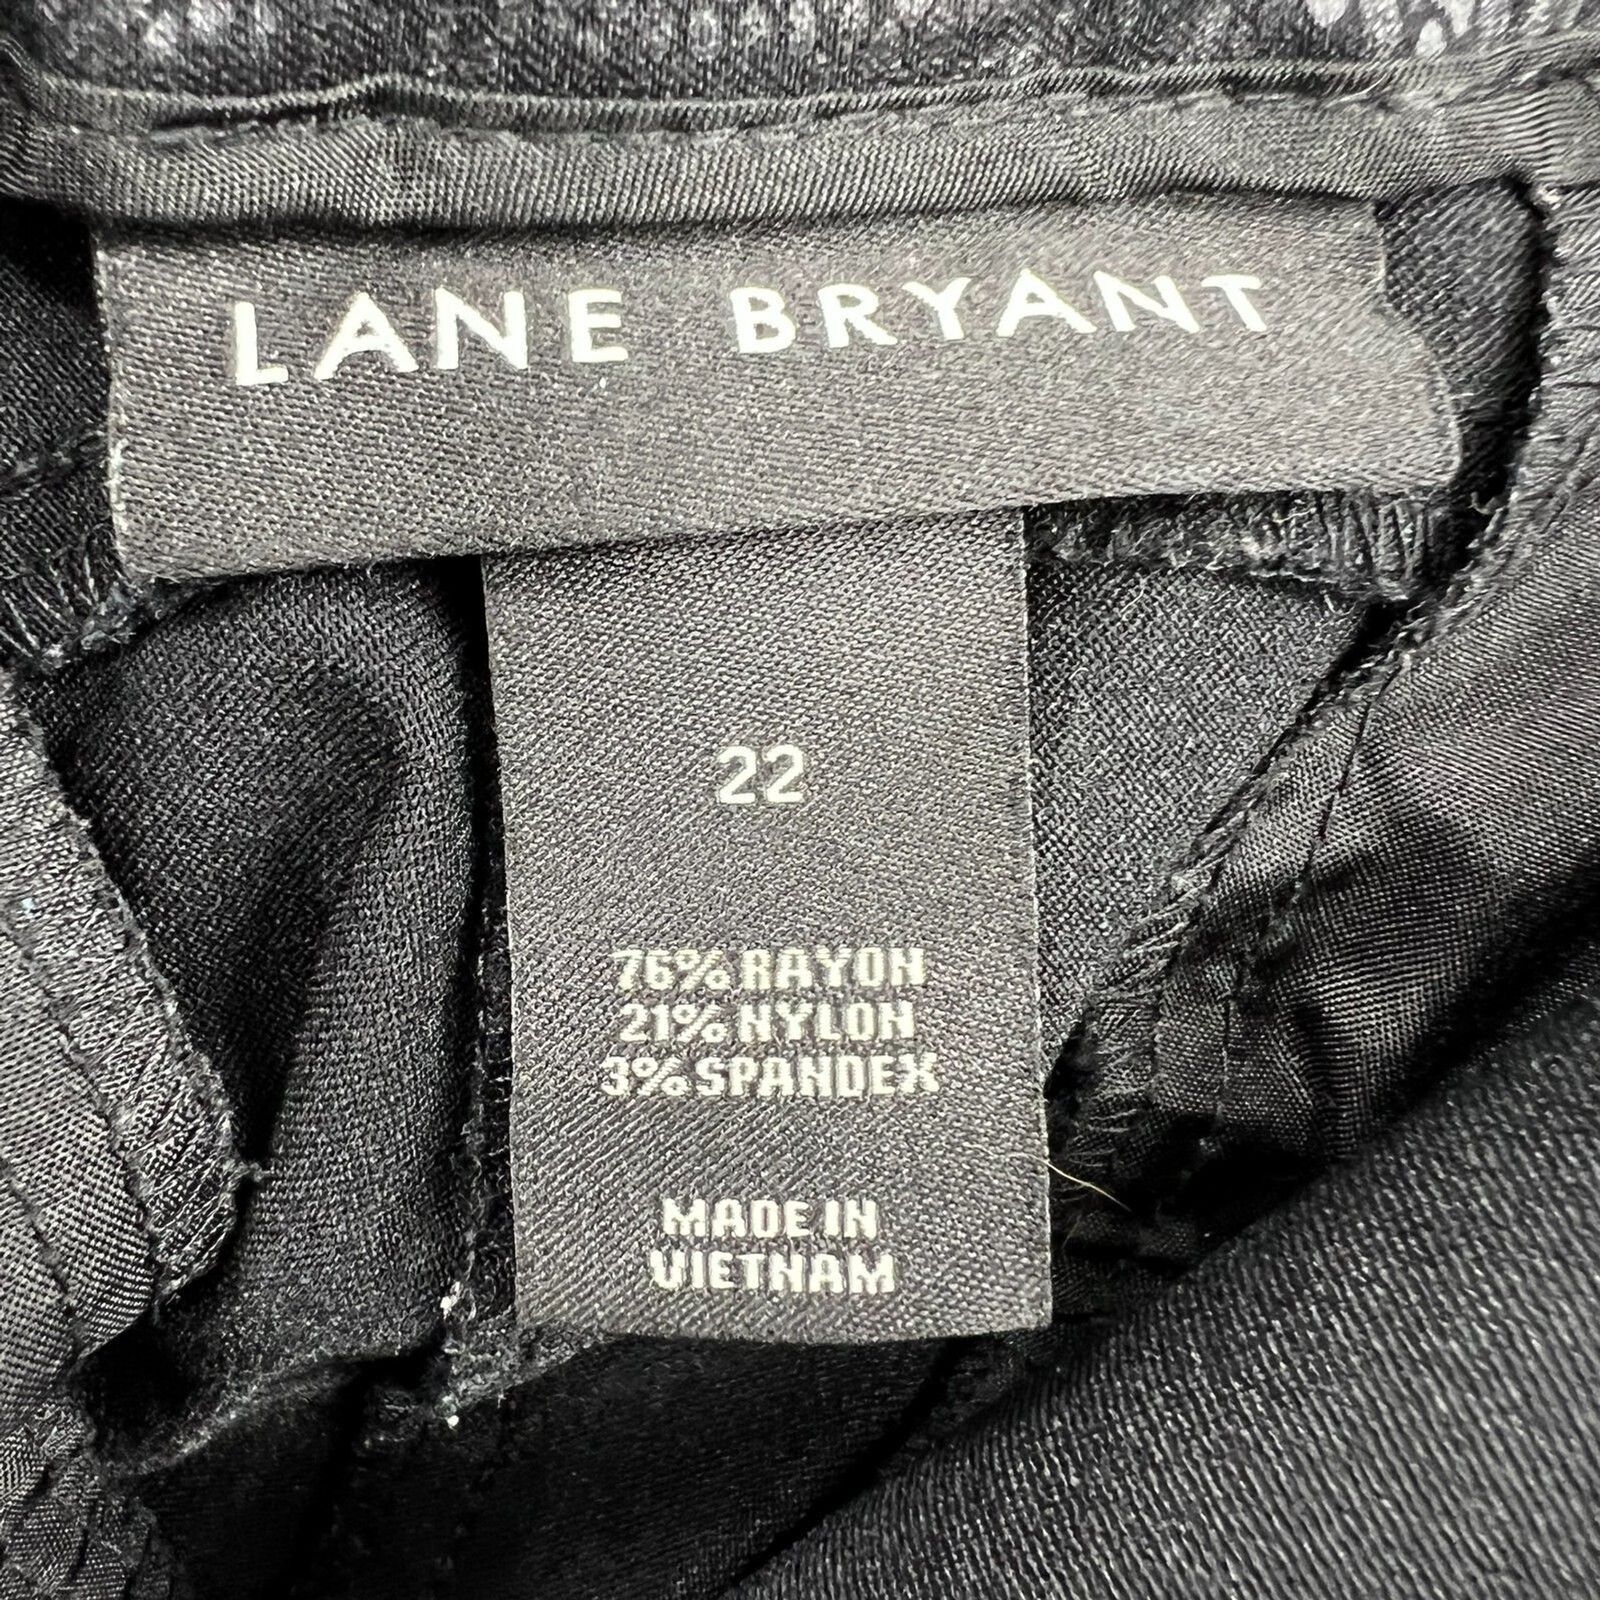 LANE BRYANT
22
76% RAYON
21% NYLON
3% SPANDEX
MADE IN
VIETNAM